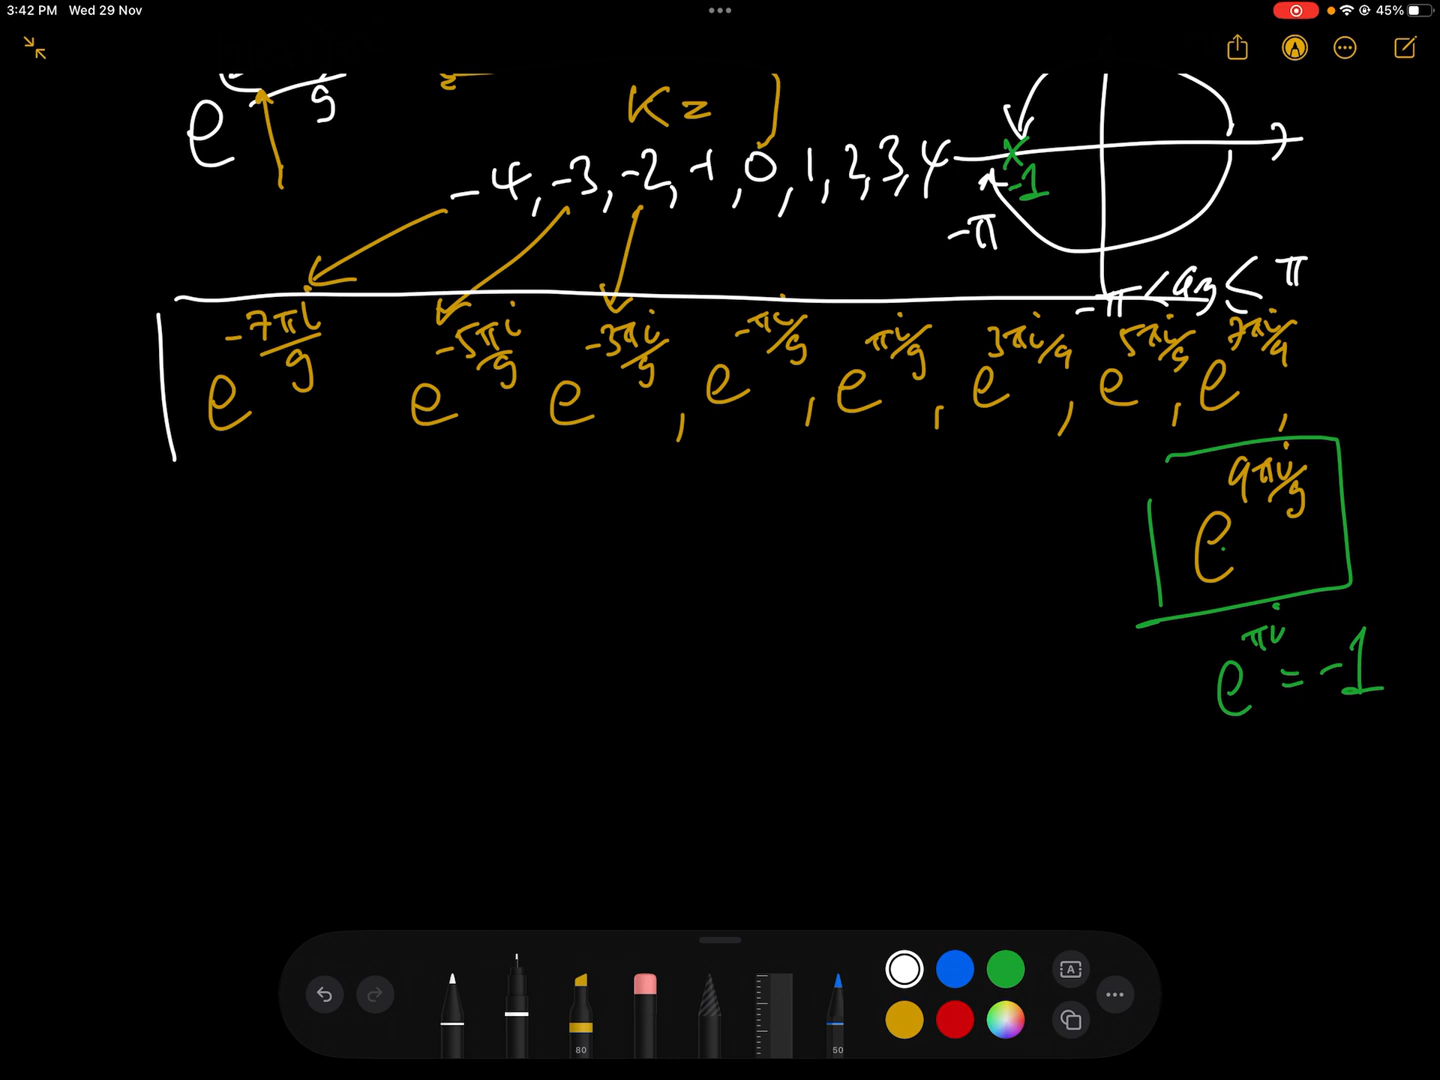 3:42 PM Wed 29 Nov
45%
e 9
K =
-4, -3, -2, -1, 0, 1, 2, 3, 4
-1
-π
-π < arg < π
e^{-7πi/9} e^{-5πi/9} e^{-3πi/9}, e^{-πi/9}, e^{πi/9}, e^{3πi/9}, e^{5πi/9}, e^{7πi/9},
e^{9πi/9}
e^{πi} = -1
A
80
50